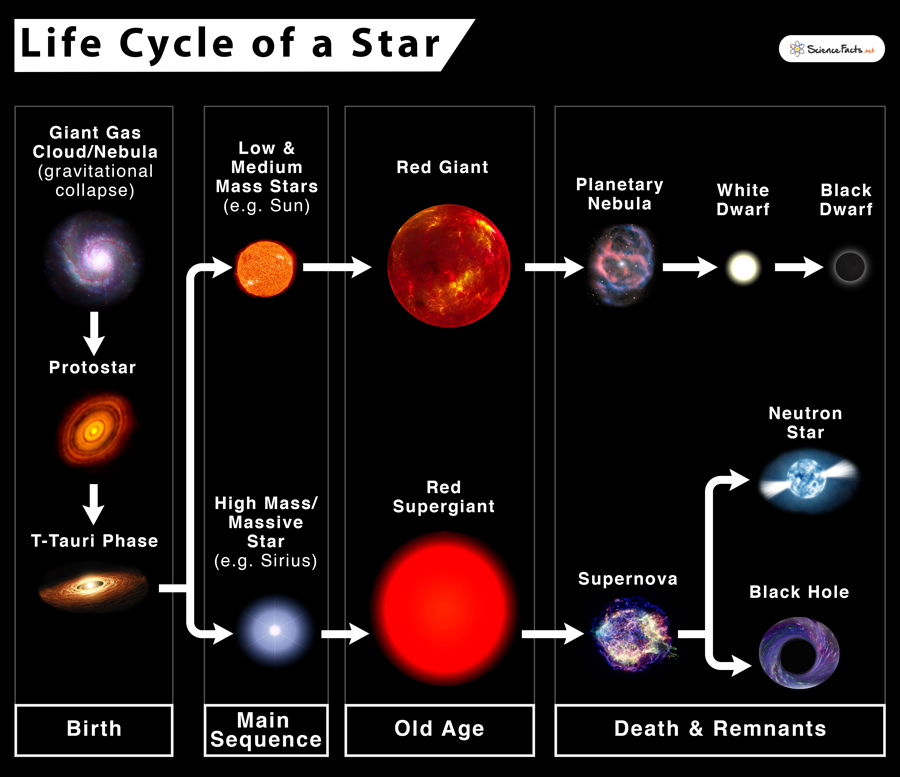 Life Cycle of a Star
ScienceFacts.net
Giant Gas
Cloud/Nebula
(gravitational
collapse)
Protostar
T-Tauri Phase
Birth
Low &
Medium
Mass Stars
(e.g. Sun)
High Mass/
Massive
Star
(e.g. Sirius)
Main
Sequence
Red Giant
Red
Supergiant
Old Age
Planetary
Nebula
White
Dwarf
Black
Dwarf
Supernova
Neutron
Star
Black Hole
Death & Remnants